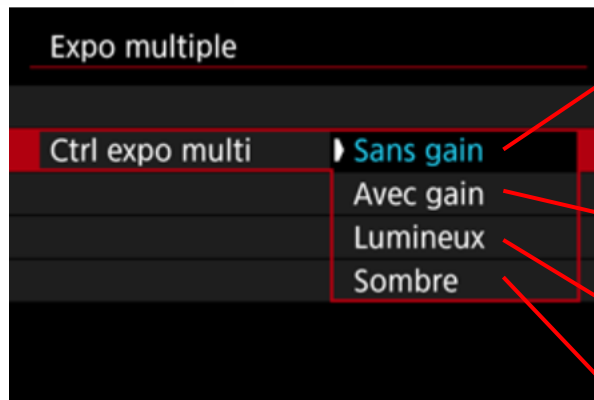 Expo multiple
Ctrl expo multi Sans gain
Avec gain
Lumineux
Sombre